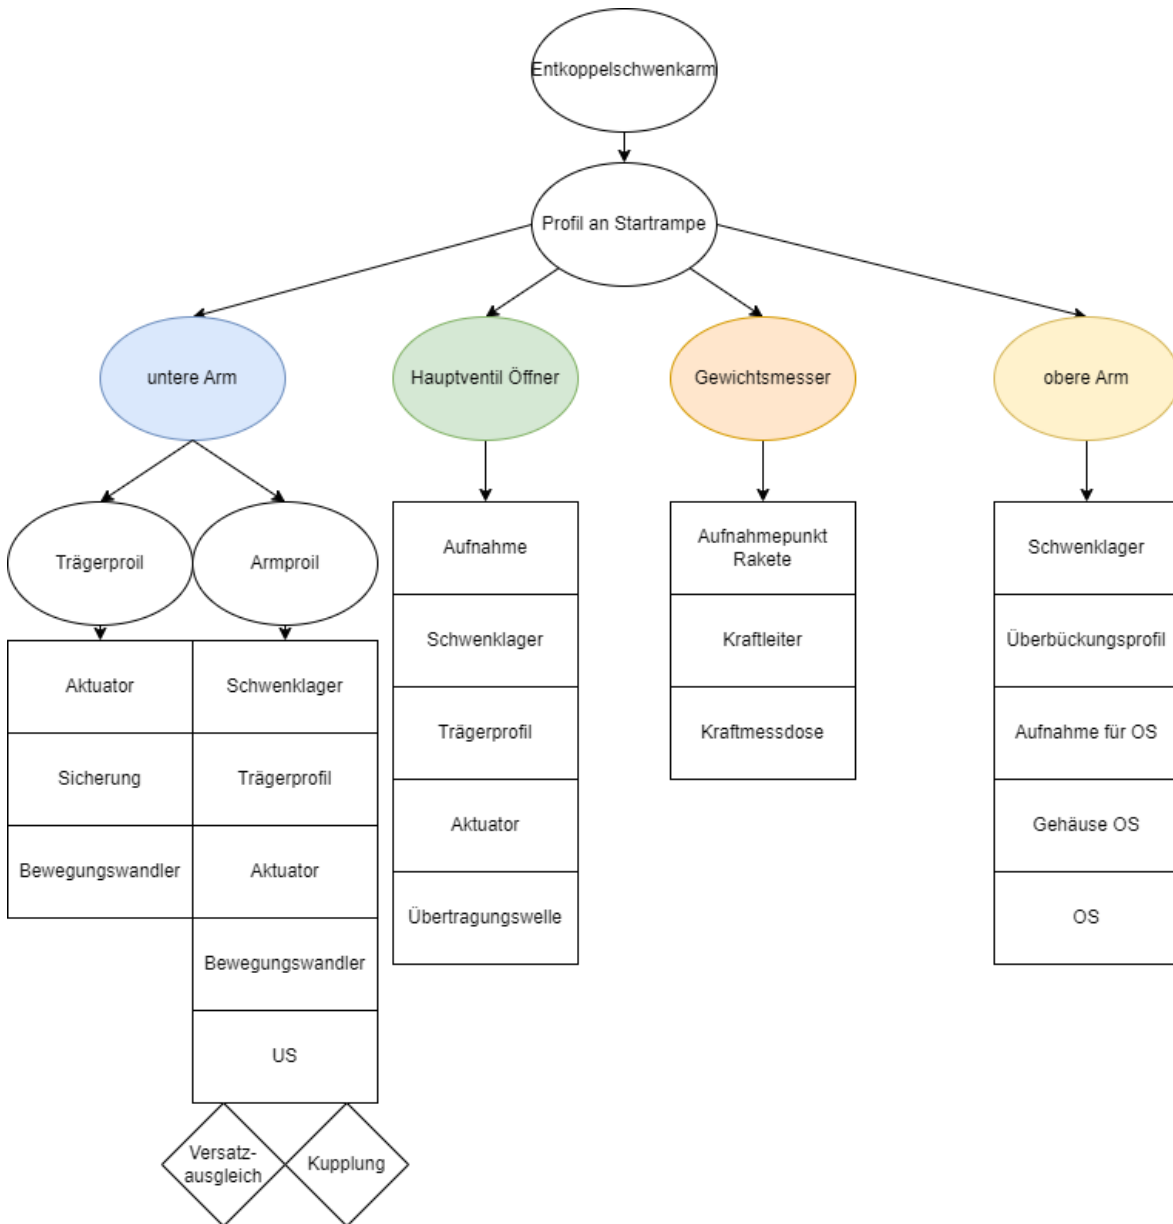 Entkoppelschwenkarm
Profil an Startrampe
untere Arm
Hauptventil Öffner
Gewichtsmesser
obere Arm
Trägerproil
Armproil
Aufnahme
Aufnahmepunkt
Rakete
Schwenklager
Aktuator
Schwenklager
Schwenklager
Kraftleiter
Überbückungsprofil
Sicherung
Trägerprofil
Trägerprofil
Kraftmessdose
Aufnahme für OS
Bewegungswandler
Aktuator
Aktuator
Gehäuse OS
Bewegungswandler
Übertragungswelle
OS
US
Versatz-
ausgleich
Kupplung